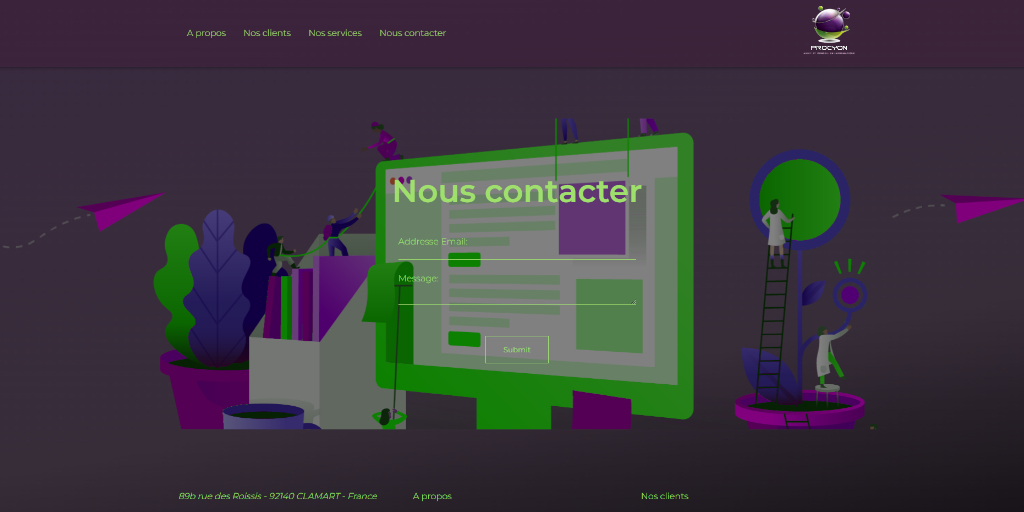 A propos Nos clients Nos services Nous contacter
PROCYON
Nous contacter
Addresse Email:
Message:
Submit
89b rue des Roissis - 92140 CLAMART - France A propos Nos clients